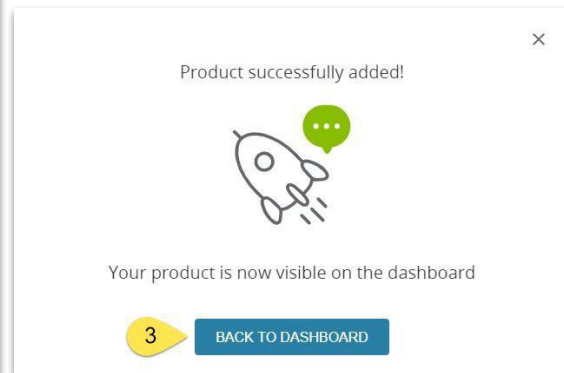 Product successfully added!
Your product is now visible on the dashboard
3
BACK TO DASHBOARD